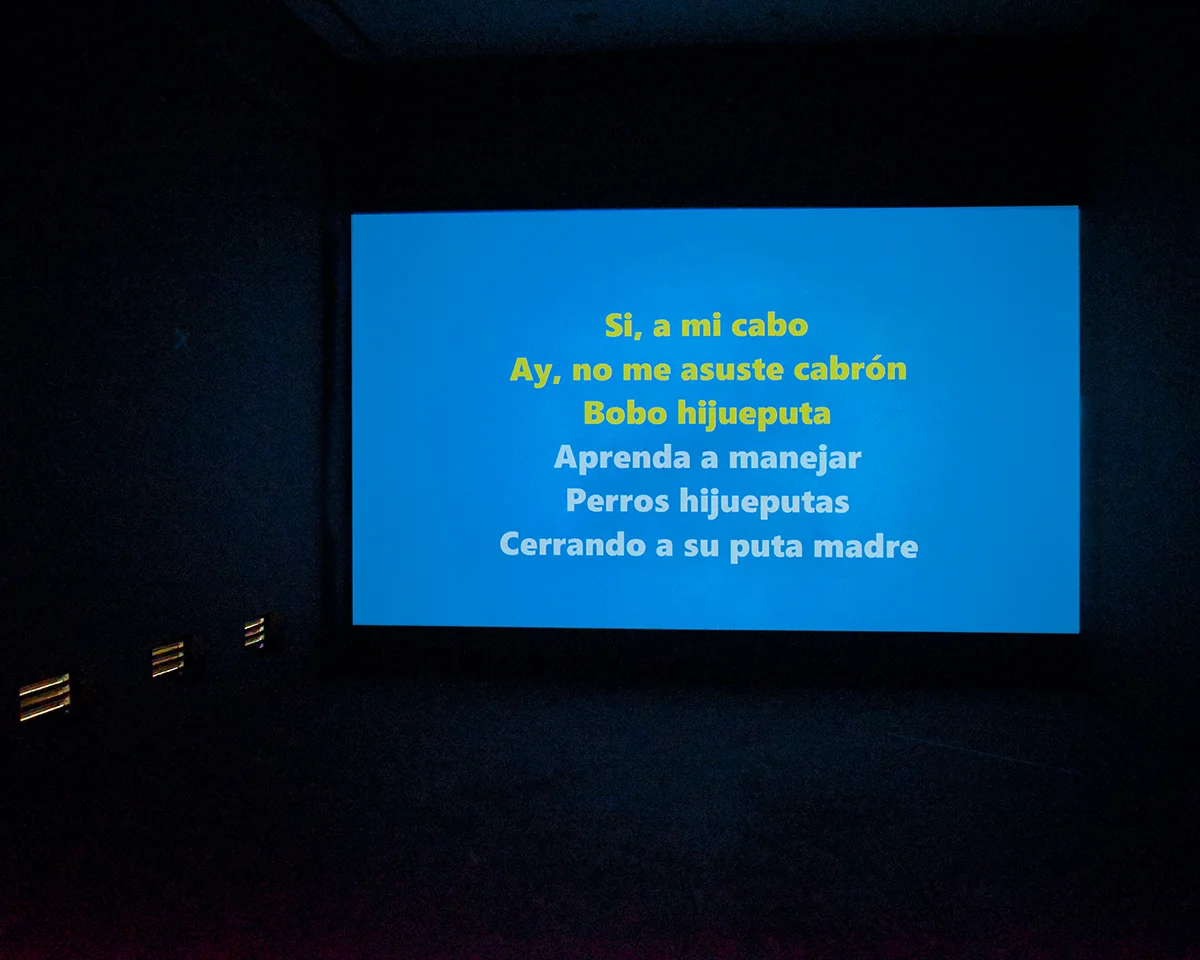 Si, a mi cabo
Ay, no me asuste cabrón
Bobo hijueputa
Aprenda a manejar
Perros hijueputas
Cerrando a su puta madre